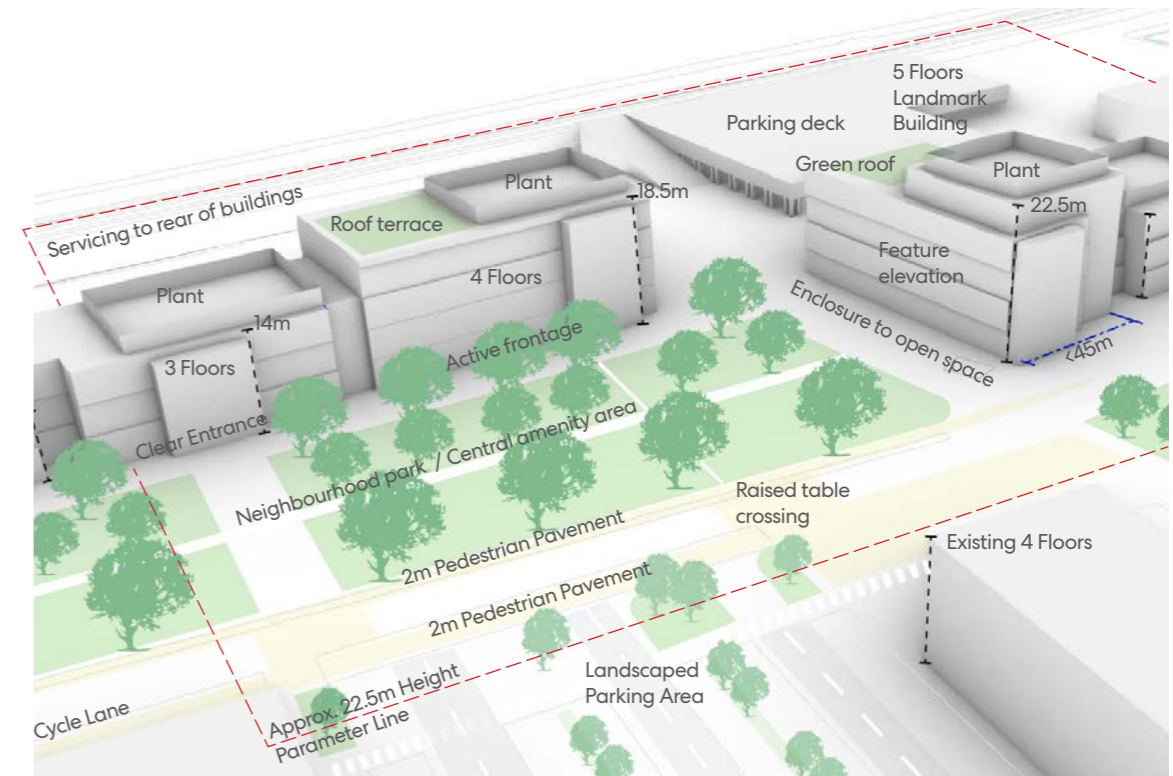 5 Floors
Landmark
Building
Parking deck
Green roof
Plant
22.5m
Plant
18.5m
Servicing to rear of buildings
Roof terrace
4 Floors
Feature
elevation
Enclosure to open space
<45m
Plant
14m
3 Floors
Active frontage
Clear Entrance
Neighbourhood park / Central amenity area
Raised table
crossing
2m Pedestrian Pavement
2m Pedestrian Pavement
Existing 4 Floors
Landscaped
Parking Area
Cycle Lane
Approx. 22.5m Height
Parameter Line